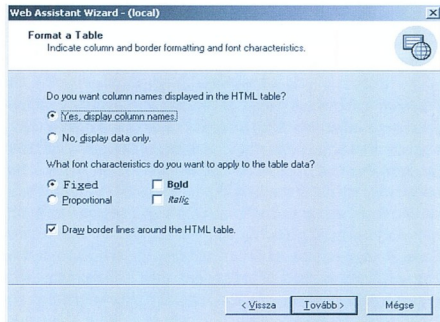 Web Assistant Wizard - (local)
Format a Table
Indicate column and border formatting and font characteristics.
Do you want column names displayed in the HTML table?
Yes, display column names.
No, display data only.
What font characteristics do you want to apply to the table data?
Fixed Bold
Proportional Italic
Draw border lines around the HTML table.
< Vissza Tovább > Mégse